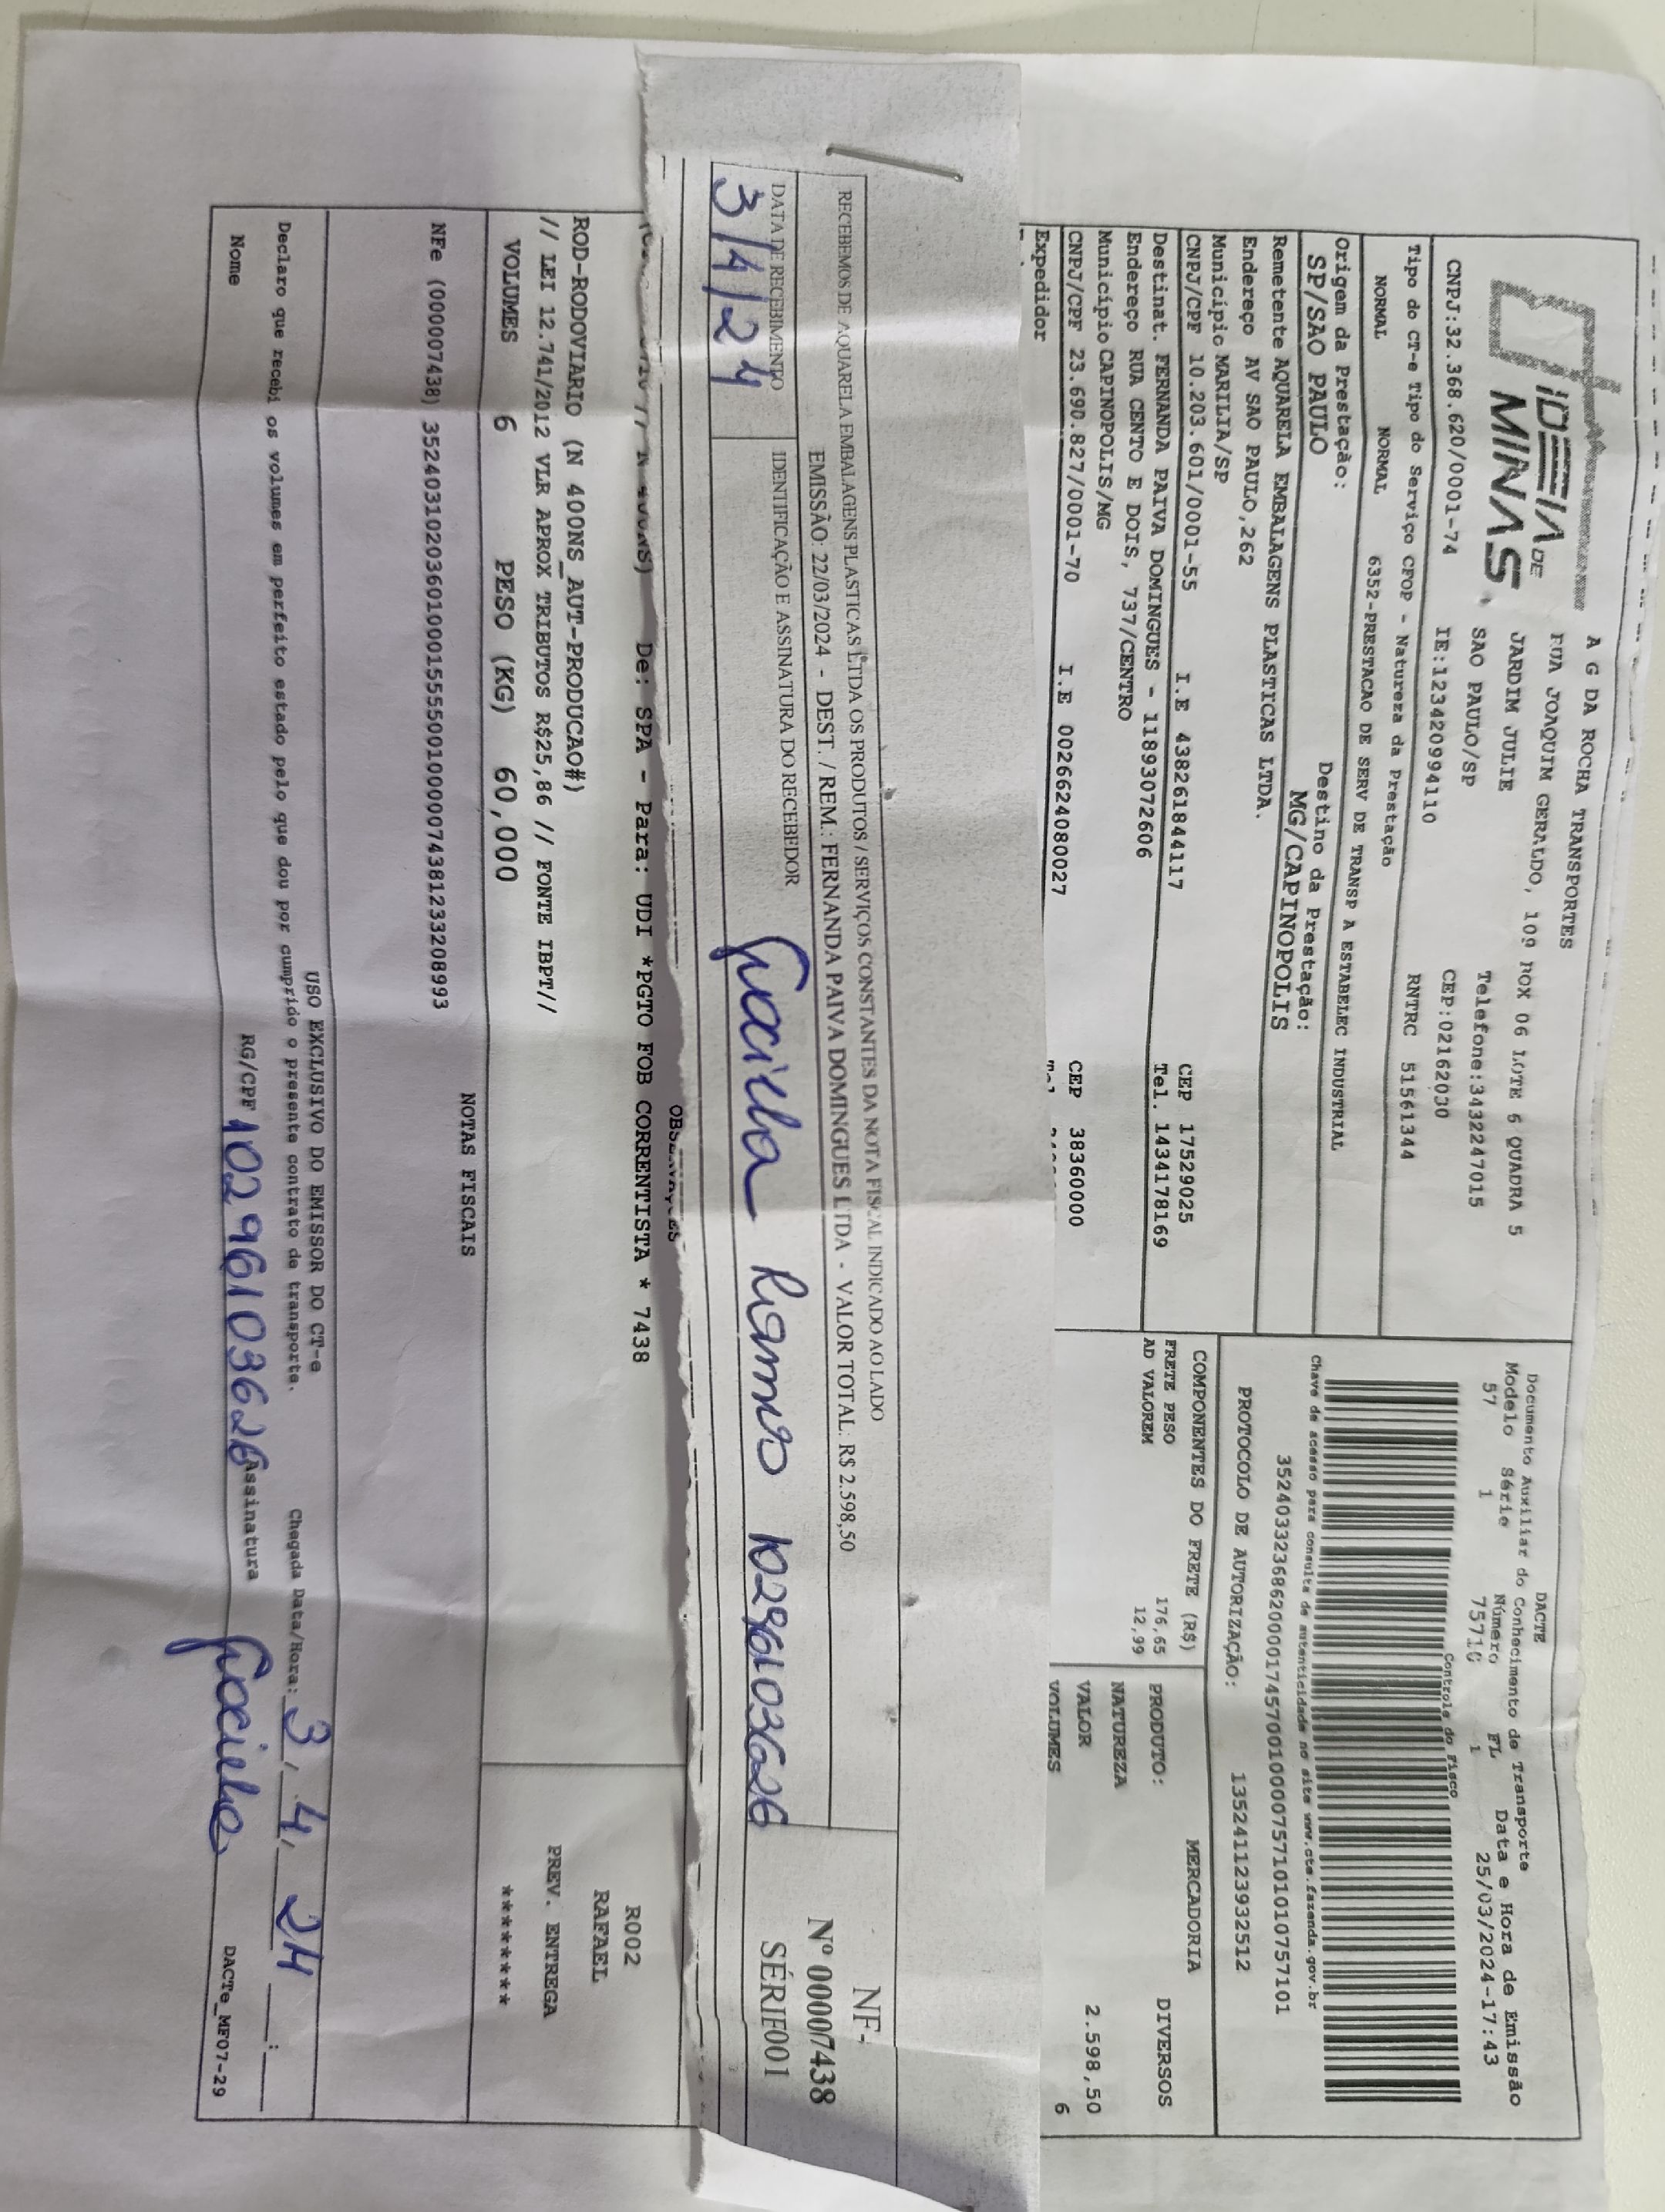 IDEIA DE
MINAS
A G DA ROCHA TRANSPORTES
RUA JOAQUIM GERALDO, 109 BOX 06 LOTE 6 QUADRA 5
JARDIM JULIE
SAO PAULO/SP
Telefone:3432247015
CNPJ:32.368.620/0001-74 IE:123420994110 CEP:02162030
Tipo do CT-e Tipo do Serviço CFOP - Natureza da Prestação RNTRC 51561344
NORMAL NORMAL 6352-PRESTACAO DE SERV DE TRANSP A ESTABELEC INDUSTRIAL
Origem da Prestação: Destino da Prestação:
SP/SAO PAULO MG/CAPINOPOLIS
Remetente AQUARELA EMBALAGENS PLASTICAS LTDA.
Endereço AV SAO PAULO,262
Município MARILIA/SP CEP 17529025
CNPJ/CPF 10.203.601/0001-55 I.E 438261844117 Tel. 1434178169
Destinat. FERNANDA PAIVA DOMINGUES - 11893072606
Endereço RUA CENTO E DOIS, 737/CENTRO
Município CAPINOPOLIS/MG CEP 38360000
CNPJ/CPF 23.690.827/0001-70 I.E 0026624080027
Expedidor
DACTE
Documento Auxiliar do Conhecimento de Transporte
Modelo Série Número FL Data e Hora de Emissão
57 1 75710 1 25/03/2024-17:43
Controle do Fisco
Chave de acesso para consulta de autenticidade no site www.cte.fazenda.gov.br
35240332368620000174570010000757101010757101
PROTOCOLO DE AUTORIZAÇÃO: 135241123932512
COMPONENTES DO FRETE (R$) MERCADORIA
FRETE PESO 176,65
AD VALOREM 12,99
PRODUTO: DIVERSOS
NATUREZA
VALOR 2.598,50
VOLUMES 6
RECEBEMOS DE AQUARELA EMBALAGENS PLASTICAS LTDA OS PRODUTOS / SERVIÇOS CONSTANTES DA NOTA FISCAL INDICADO AO LADO
EMISSÃO: 22/03/2024 - DEST. / REM.: FERNANDA PAIVA DOMINGUES LTDA - VALOR TOTAL: R$ 2.598,50
DATA DE RECEBIMENTO IDENTIFICAÇÃO E ASSINATURA DO RECEBEDOR
3/4/24 Graciela Ramos 10296103626
NF-
Nº 00007438
SÉRIE001
De: SPA - Para: UDI *PGTO FOB CORRENTISTA * 7438
ROD-RODOVIARIO (N 400NS_AUT-PRODUCAO#)
// LEI 12.741/2012 VLR APROX TRIBUTOS R$25,86 // FONTE IBPT//
R002
RAFAEL
VOLUMES 6 PESO (KG) 60,000
PREV. ENTREGA
*******
NOTAS FISCAIS
NFe (000007438) 35240310203601000155550010000074381233208993
USO EXCLUSIVO DO EMISSOR DO CT-e
Declaro que recebi os volumes em perfeito estado pelo que dou por cumprido o presente contrato de transporte. Chegada Data/Hora: 3/4/24 __:__
Nome RG/CPF 10296103626 Assinatura Graciela
DACTe_MF07-29